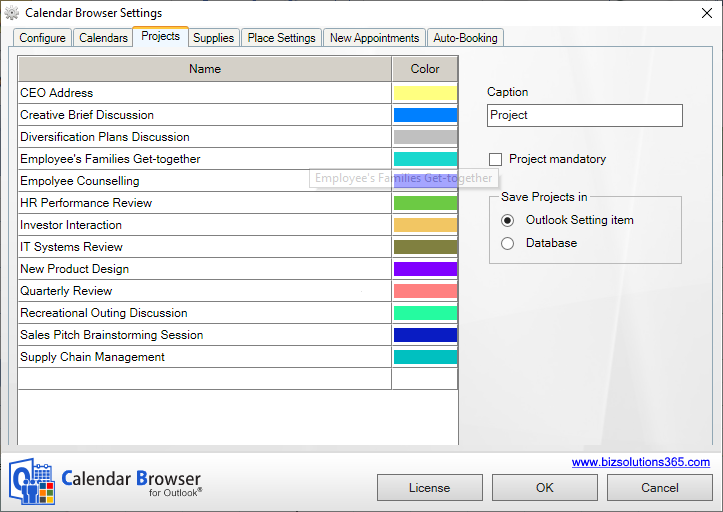 Calendar Browser Settings
Configure Calendars Projects Supplies Place Settings New Appointments Auto-Booking
Name Color
CEO Address
Creative Brief Discussion
Diversification Plans Discussion
Employee's Families Get-together
Empolyee Counselling
HR Performance Review
Investor Interaction
IT Systems Review
New Product Design
Quarterly Review
Recreational Outing Discussion
Sales Pitch Brainstorming Session
Supply Chain Management
Employee's Families Get-together
Caption
Project
Project mandatory
Save Projects in
Outlook Setting item
Database
www.bizsolutions365.com
Calendar Browser
for Outlook®
License OK Cancel